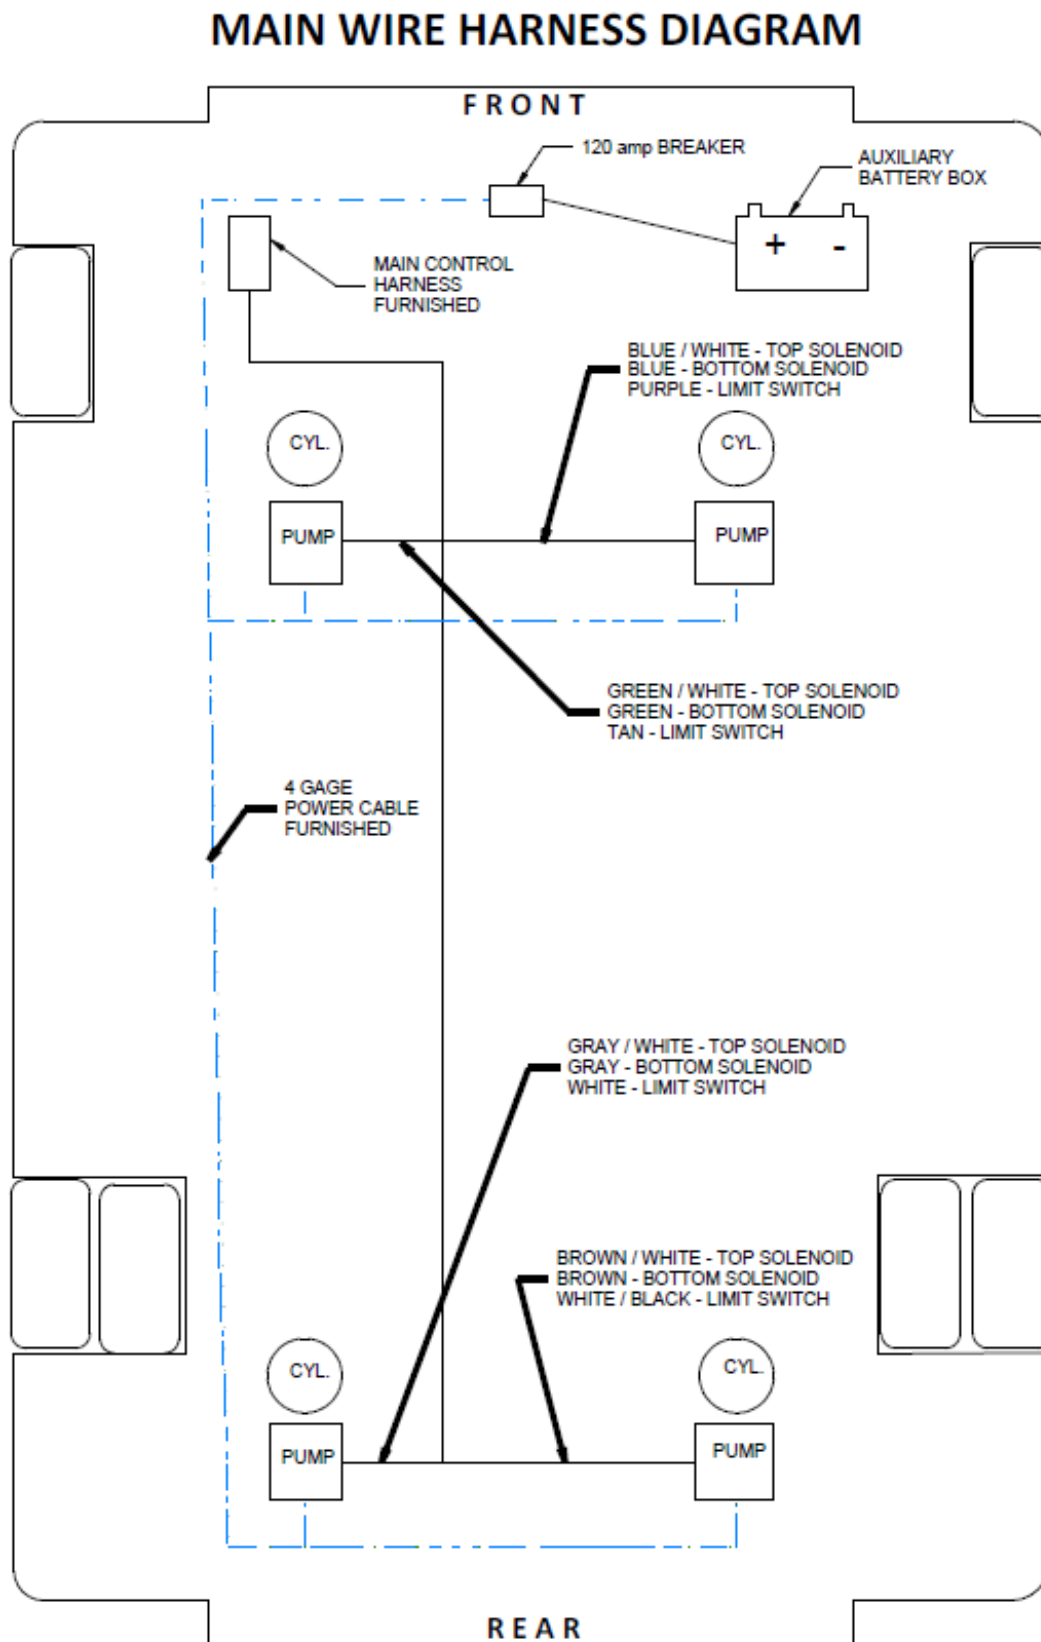 MAIN WIRE HARNESS DIAGRAM
FRONT
120 amp BREAKER
AUXILIARY
BATTERY BOX
+ -
MAIN CONTROL
HARNESS
FURNISHED
BLUE / WHITE - TOP SOLENOID
BLUE - BOTTOM SOLENOID
PURPLE - LIMIT SWITCH
CYL.
CYL.
PUMP
PUMP
GREEN / WHITE - TOP SOLENOID
GREEN - BOTTOM SOLENOID
TAN - LIMIT SWITCH
4 GAGE
POWER CABLE
FURNISHED
GRAY / WHITE - TOP SOLENOID
GRAY - BOTTOM SOLENOID
WHITE - LIMIT SWITCH
BROWN / WHITE - TOP SOLENOID
BROWN - BOTTOM SOLENOID
WHITE / BLACK - LIMIT SWITCH
CYL.
CYL.
PUMP
PUMP
REAR